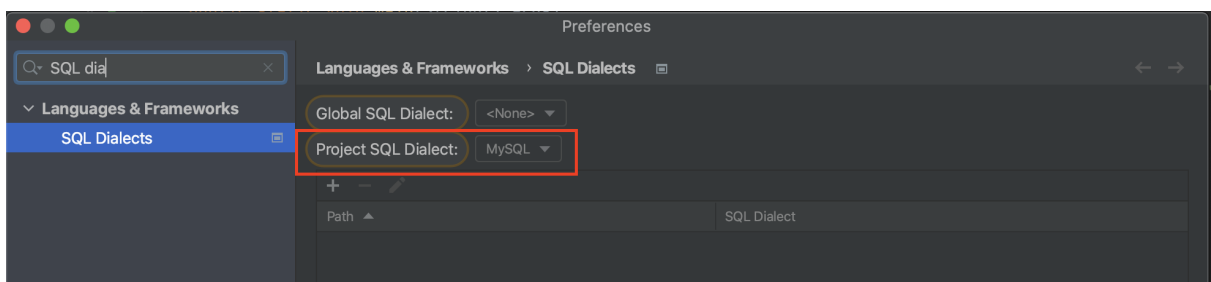 Preferences
SQL dia
Languages & Frameworks › SQL Dialects
Languages & Frameworks
SQL Dialects
Global SQL Dialect: <None>
Project SQL Dialect: MySQL
Path SQL Dialect